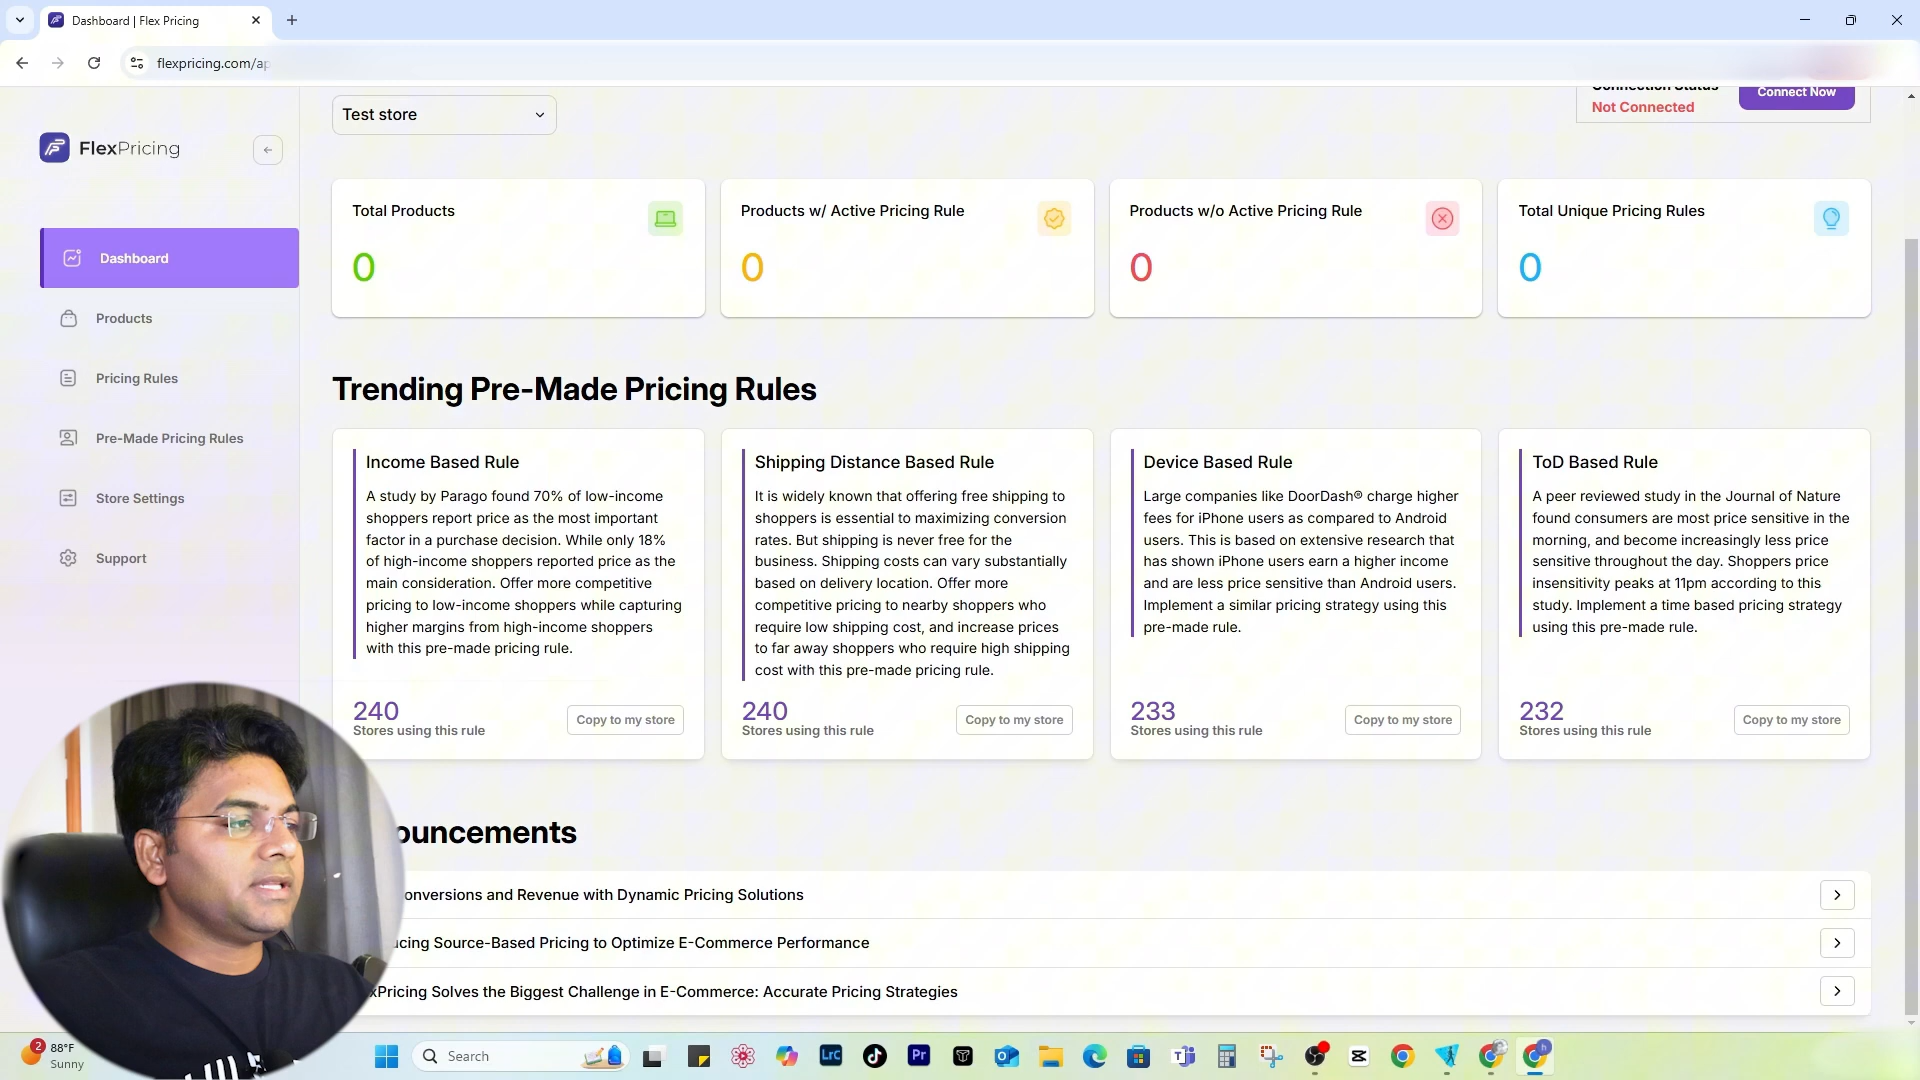 Dashboard | Flex Pricing
flexpricing.com/ap
Test store
Connection Status
Not Connected
Connect Now
FlexPricing
Dashboard
Products
Pricing Rules
Pre-Made Pricing Rules
Store Settings
Support
Total Products
0
Products w/ Active Pricing Rule
0
Products w/o Active Pricing Rule
0
Total Unique Pricing Rules
0
Trending Pre-Made Pricing Rules
Income Based Rule
A study by Parago found 70% of low-income
shoppers report price as the most important
factor in a purchase decision. While only 18%
of high-income shoppers reported price as the
main consideration. Offer more competitive
pricing to low-income shoppers while capturing
higher margins from high-income shoppers
with this pre-made pricing rule.
240
Stores using this rule
Copy to my store
Shipping Distance Based Rule
It is widely known that offering free shipping to
shoppers is essential to maximizing conversion
rates. But shipping is never free for the
business. Shipping costs can vary substantially
based on delivery location. Offer more
competitive pricing to nearby shoppers who
require low shipping cost, and increase prices
to far away shoppers who require high shipping
cost with this pre-made pricing rule.
240
Stores using this rule
Copy to my store
Device Based Rule
Large companies like DoorDash® charge higher
fees for iPhone users as compared to Android
users. This is based on extensive research that
has shown iPhone users earn a higher income
and are less price sensitive than Android users.
Implement a similar pricing strategy using this
pre-made rule.
233
Stores using this rule
Copy to my store
ToD Based Rule
A peer reviewed study in the Journal of Nature
found consumers are most price sensitive in the
morning, and become increasingly less price
sensitive throughout the day. Shoppers price
insensitivity peaks at 11pm according to this
study. Implement a time based pricing strategy
using this pre-made rule.
232
Stores using this rule
Copy to my store
ouncements
onversions and Revenue with Dynamic Pricing Solutions
cing Source-Based Pricing to Optimize E-Commerce Performance
xPricing Solves the Biggest Challenge in E-Commerce: Accurate Pricing Strategies
2
88°F
Sunny
Search
LrC
Pr
h